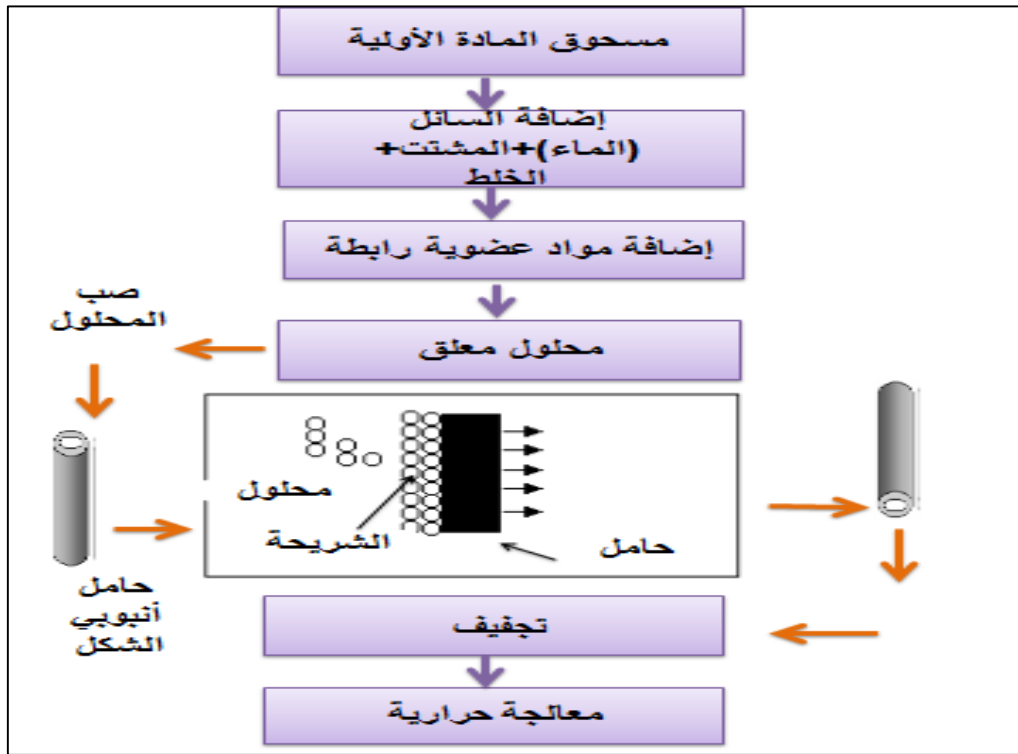 مسحوق المادة الأولية
إضافة السائل
(الماء)+المشتت+
الخلط
إضافة مواد عضوية رابطة
صب
المحلول
محلول معلق
محلول
الشريحة
حامل
حامل
أنبوبي
الشكل
تجفيف
معالجة حرارية